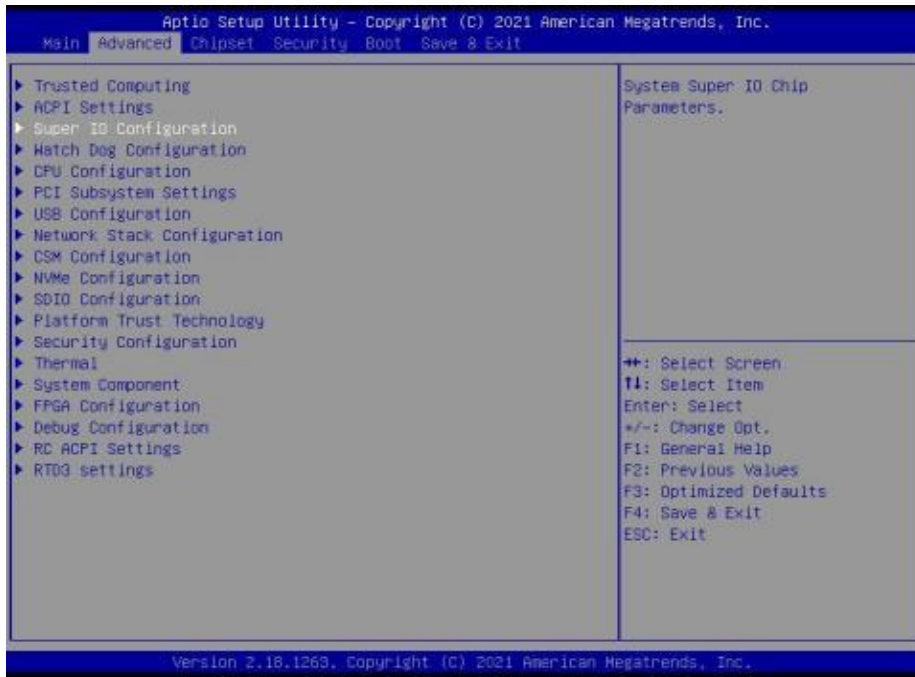 Aptio Setup Utility – Copyright (C) 2021 American Megatrends, Inc.
Main Advanced Chipset Security Boot Save & Exit
Trusted Computing
ACPI Settings
Super IO Configuration
Watch Dog Configuration
CPU Configuration
PCI Subsystem Settings
USB Configuration
Network Stack Configuration
CSM Configuration
NVMe Configuration
SDIO Configuration
Platform Trust Technology
Security Configuration
Thermal
System Component
FPGA Configuration
Debug Configuration
RC ACPI Settings
RTD3 settings
System Super IO Chip
Parameters.
→←: Select Screen
↑↓: Select Item
Enter: Select
+/-: Change Opt.
F1: General Help
F2: Previous Values
F3: Optimized Defaults
F4: Save & Exit
ESC: Exit
Version 2.18.1263. Copyright (C) 2021 American Megatrends, Inc.